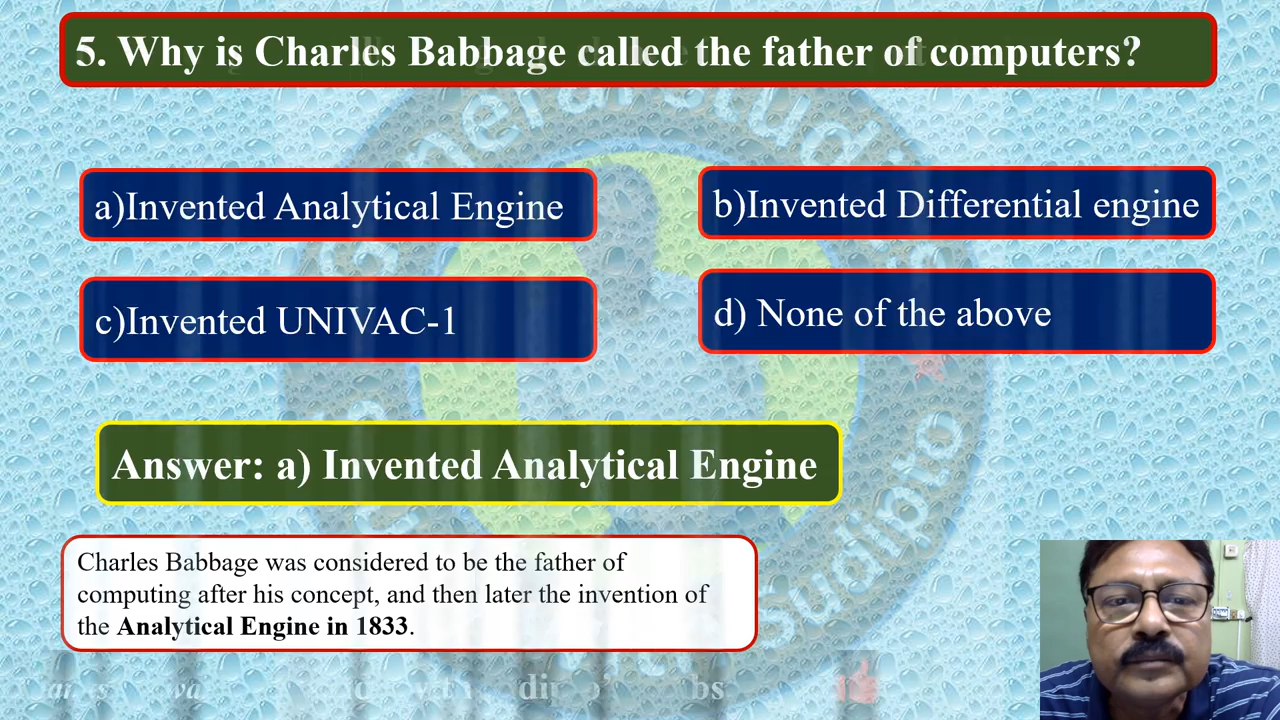 5. Why is Charles Babbage called the father of computers?
a)Invented Analytical Engine
b)Invented Differential engine
c)Invented UNIVAC-1
d) None of the above
Answer: a) Invented Analytical Engine
Charles Babbage was considered to be the father of
computing after his concept, and then later the invention of
the Analytical Engine in 1833.